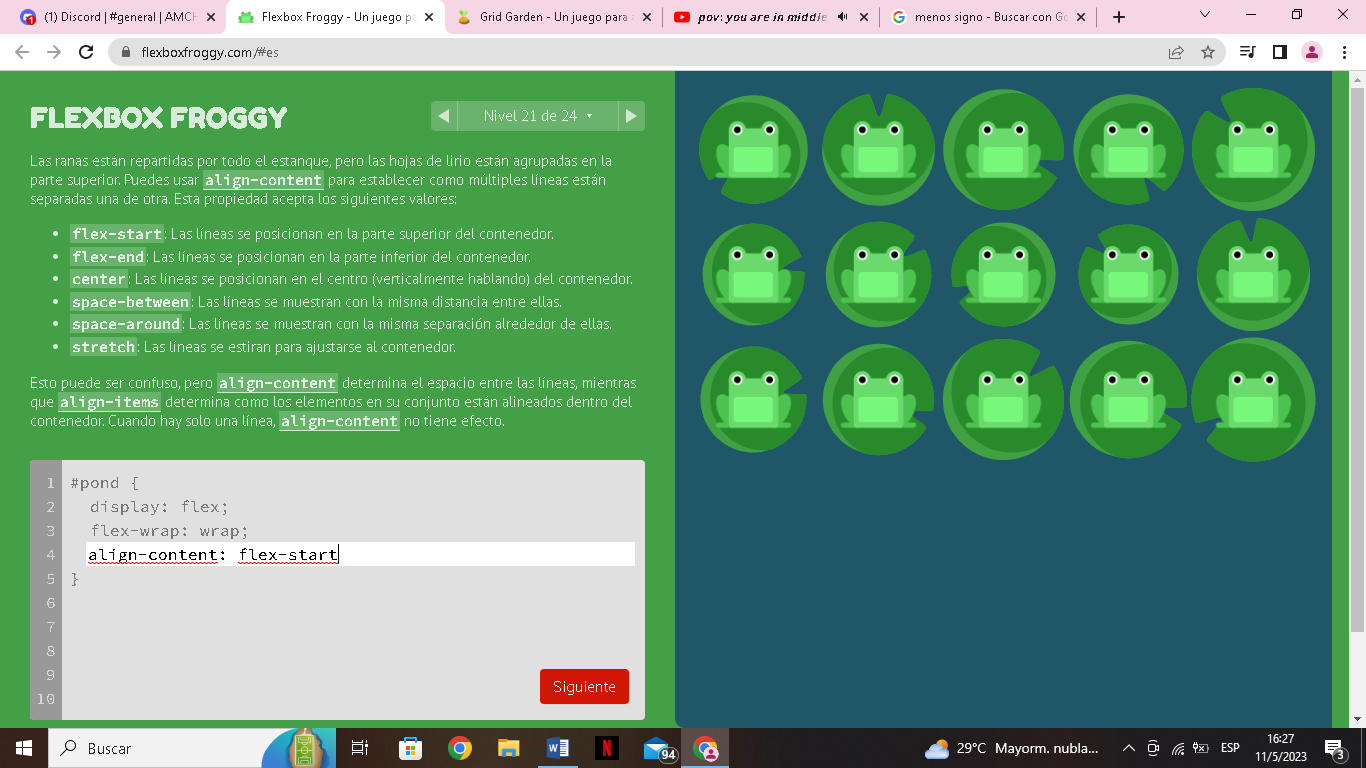 (1) Discord | #general | AMCH
Flexbox Froggy - Un juego pa
Grid Garden - Un juego para
pov: you are in middle
menos signo - Buscar con Go
flexboxfroggy.com/#es
FLEXBOX FROGGY
Nivel 21 de 24
Las ranas están repartidas por todo el estanque, pero las hojas de lirio están agrupadas en la
parte superior. Puedes usar align-content para establecer como múltiples líneas están
separadas una de otra. Esta propiedad acepta los siguientes valores:
flex-start: Las líneas se posicionan en la parte superior del contenedor.
flex-end: Las líneas se posicionan en la parte inferior del contenedor.
center: Las líneas se posicionan en el centro (verticalmente hablando) del contenedor.
space-between: Las líneas se muestran con la misma distancia entre ellas.
space-around: Las líneas se muestran con la misma separación alrededor de ellas.
stretch: Las líneas se estiran para ajustarse al contenedor.
Esto puede ser confuso, pero align-content determina el espacio entre las líneas, mientras
que align-items determina como los elementos en su conjunto están alineados dentro del
contenedor. Cuando hay solo una línea, align-content no tiene efecto.
1 #pond {
2 display: flex;
3 flex-wrap: wrap;
4 align-content: flex-start
5 }
6
7
8
9
10
Siguiente
Buscar
94
29°C Mayorm. nubla...
ESP
16:27
11/5/2023
3